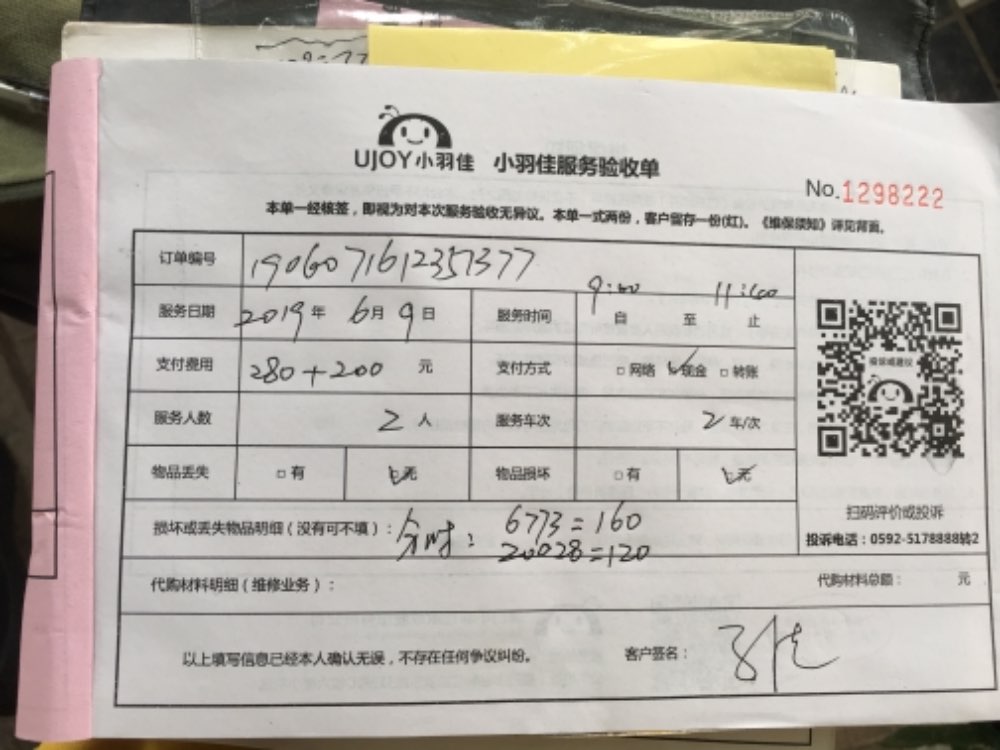 UJOY小羽佳 小羽佳服务验收单
No.1298222
本单一经核签，即视为对本次服务验收无异议。本单一式两份，客户留存一份(红)。《维保须知》详见背面。
订单编号 1906071612357377
服务日期 2019年 6月 9日 服务时间 9:00 自 至 11:40 止
支付费用 280+200 元 支付方式 □网络 ☑现金 □转账
服务人数 2人 服务车次 2车/次
物品丢失 □有 ☑无 物品损坏 □有 ☑无
损坏或丢失物品明细（没有可不填）： 分时： 6773=160
20028=120
扫码评价或投诉
投诉电话：0592-5178888转2
代购材料明细（维修业务）： 代购材料总额： 元
以上填写信息已经本人确认无误，不存在任何争议纠纷。 客户签名：